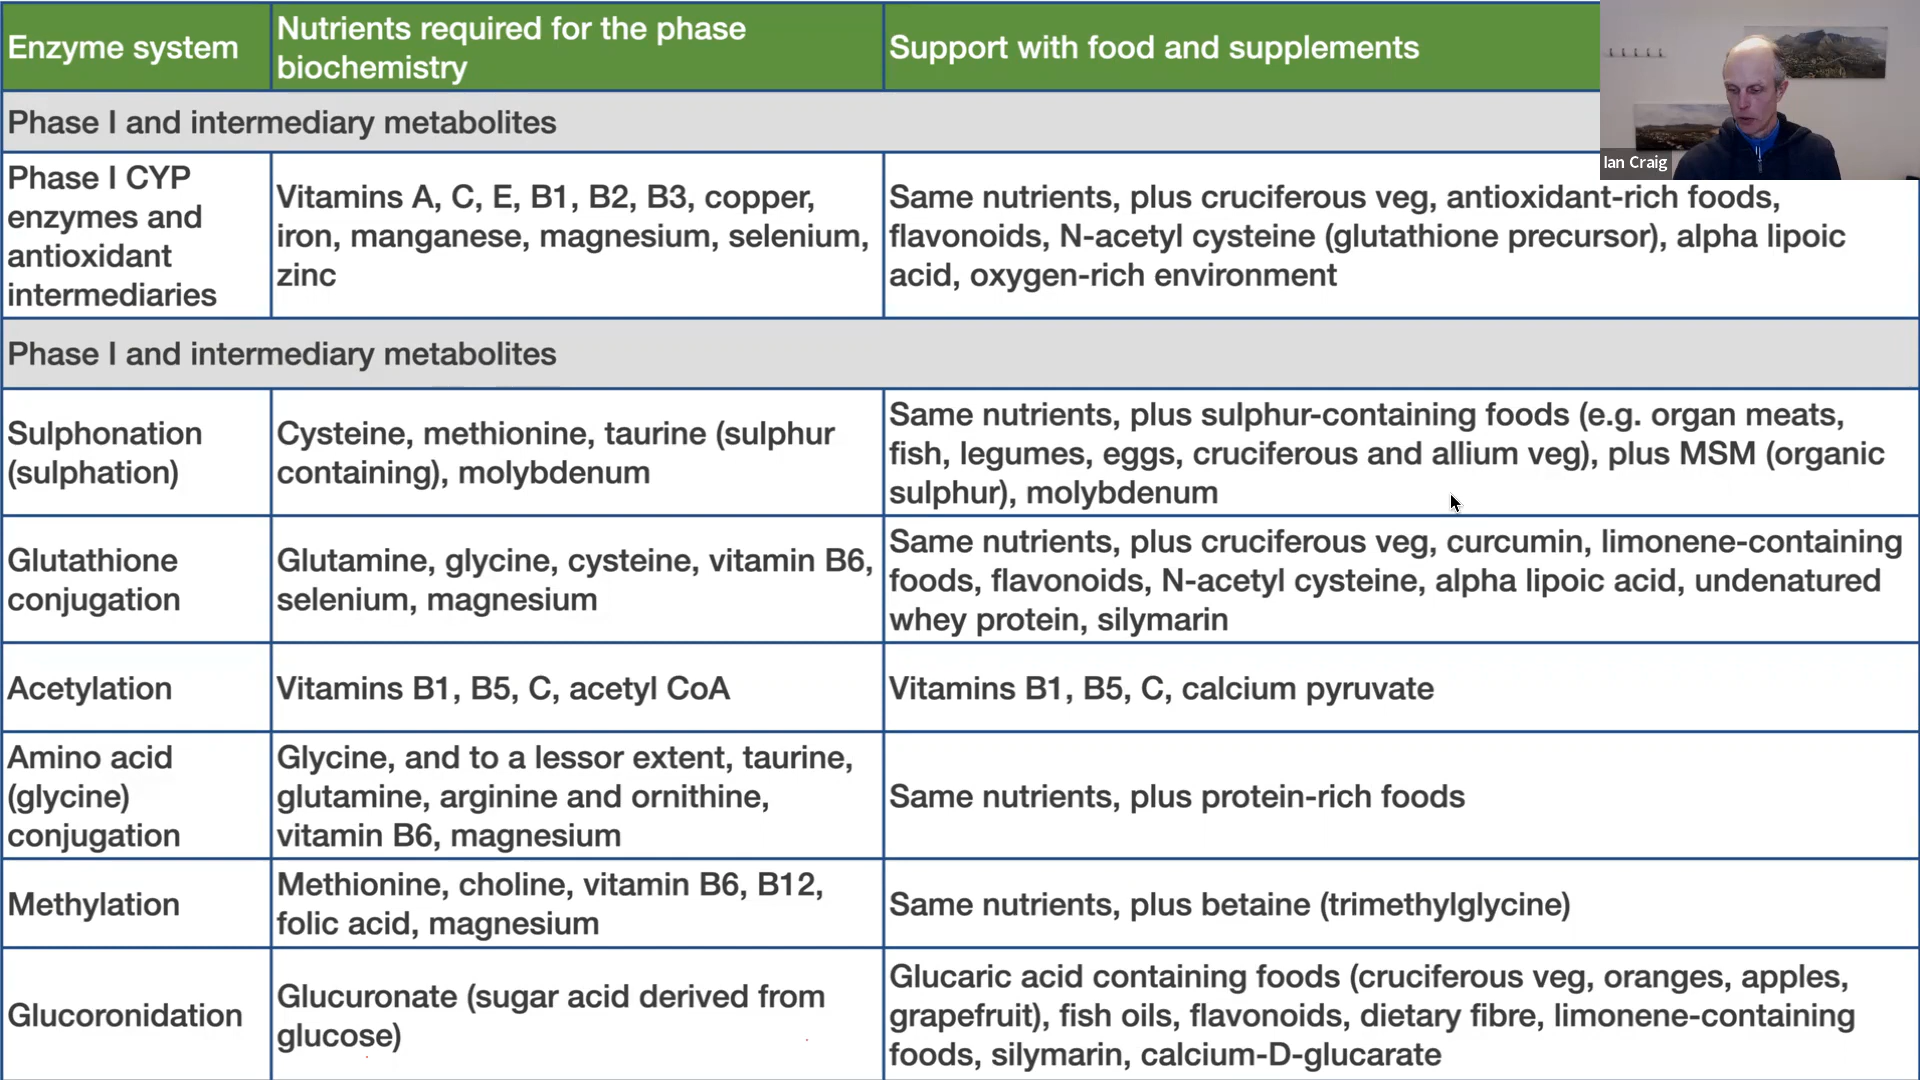 Enzyme system
Nutrients required for the phase
biochemistry
Support with food and supplements
Phase I and intermediary metabolites
Ian Craig
Phase I CYP
enzymes and
antioxidant
intermediaries
Vitamins A, C, E, B1, B2, B3, copper,
iron, manganese, magnesium, selenium,
zinc
Same nutrients, plus cruciferous veg, antioxidant-rich foods,
flavonoids, N-acetyl cysteine (glutathione precursor), alpha lipoic
acid, oxygen-rich environment
Phase I and intermediary metabolites
Sulphonation
(sulphation)
Cysteine, methionine, taurine (sulphur
containing), molybdenum
Same nutrients, plus sulphur-containing foods (e.g. organ meats,
fish, legumes, eggs, cruciferous and allium veg), plus MSM (organic
sulphur), molybdenum
Glutathione
conjugation
Glutamine, glycine, cysteine, vitamin B6,
selenium, magnesium
Same nutrients, plus cruciferous veg, curcumin, limonene-containing
foods, flavonoids, N-acetyl cysteine, alpha lipoic acid, undenatured
whey protein, silymarin
Acetylation
Vitamins B1, B5, C, acetyl CoA
Vitamins B1, B5, C, calcium pyruvate
Amino acid
(glycine)
conjugation
Glycine, and to a lessor extent, taurine,
glutamine, arginine and ornithine,
vitamin B6, magnesium
Same nutrients, plus protein-rich foods
Methylation
Methionine, choline, vitamin B6, B12,
folic acid, magnesium
Same nutrients, plus betaine (trimethylglycine)
Glucoronidation
Glucuronate (sugar acid derived from
glucose)
Glucaric acid containing foods (cruciferous veg, oranges, apples,
grapefruit), fish oils, flavonoids, dietary fibre, limonene-containing
foods, silymarin, calcium-D-glucarate